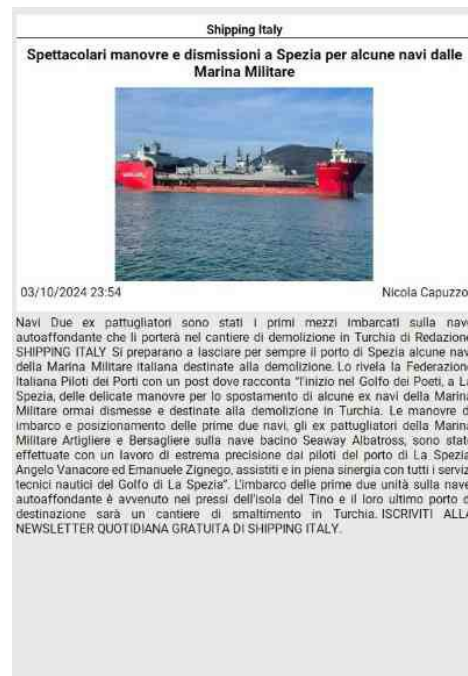 Shipping Italy
Spettacolari manovre e dismissioni a Spezia per alcune navi dalle
Marina Militare
03/10/2024 23:54
Nicola Capuzzo
Navi Due ex pattugliatori sono stati i primi mezzi imbarcati sulla nave
autoaffondante che li porterà nel cantiere di demolizione in Turchia di Redazione
SHIPPING ITALY Si preparano a lasciare per sempre il porto di Spezia alcune navi
della Marina Militare italiana destinate alla demolizione. Lo rivela la Federazione
Italiana Piloti dei Porti con un post dove racconta "l'inizio nel Golfo dei Poeti, a La
Spezia, delle delicate manovre per lo spostamento di alcune ex navi della Marina
Militare ormai dismesse e destinate alla demolizione in Turchia. Le manovre di
imbarco e posizionamento delle prime due navi, gli ex pattugliatori della Marina
Militare Artigliere e Bersagliere sulla nave bacino Seaway Albatross, sono state
effettuate con un lavoro di estrema precisione dai piloti del porto di La Spezia
Angelo Vanacore ed Emanuele Zignego, assistiti e in piena sinergia con tutti i servizi
tecnici nautici del Golfo di La Spezia". L'imbarco delle prime due unità sulla nave
autoaffondante è avvenuto nei pressi dell'isola del Tino e il loro ultimo porto di
destinazione sarà un cantiere di smaltimento in Turchia. ISCRIVITI ALLA
NEWSLETTER QUOTIDIANA GRATUITA DI SHIPPING ITALY.